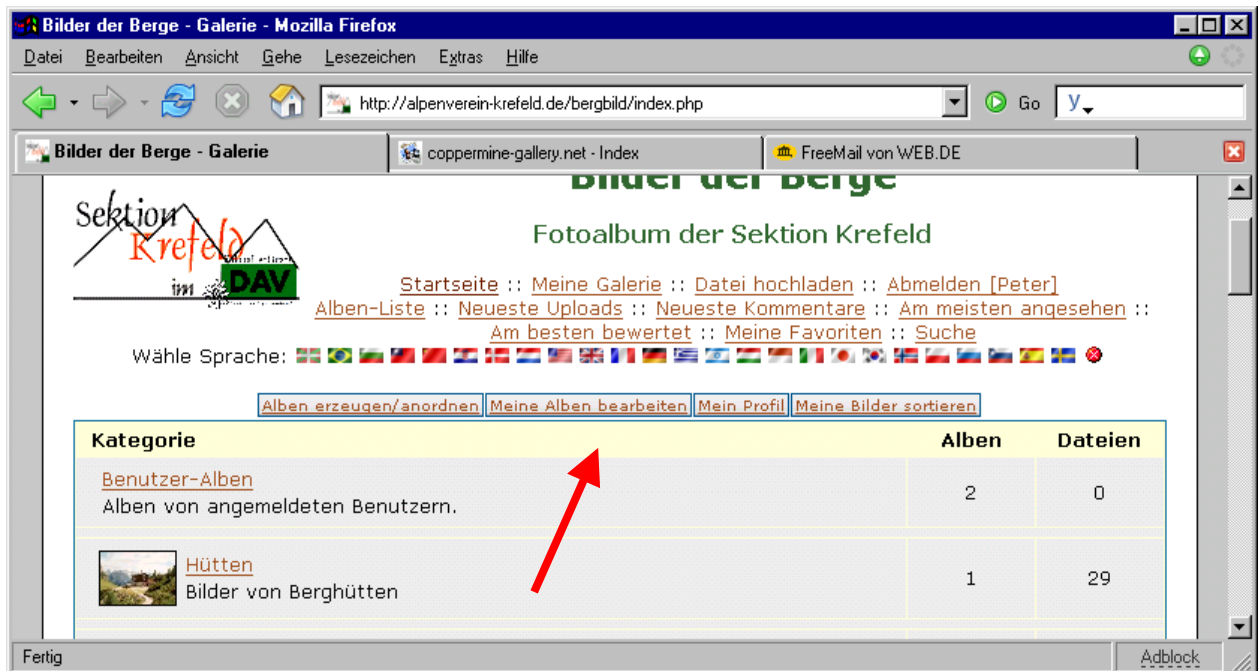 Bilder der Berge - Galerie - Mozilla Firefox
Datei Bearbeiten Ansicht Gehe Lesezeichen Extras Hilfe
http://alpenverein-krefeld.de/bergbild/index.php Go
Bilder der Berge - Galerie coppermine-gallery.net - Index FreeMail von WEB.DE
Bilder der Berge
Sektion
Krefeld
im DAV
Fotoalbum der Sektion Krefeld
Startseite :: Meine Galerie :: Datei hochladen :: Abmelden [Peter]
Alben-Liste :: Neueste Uploads :: Neueste Kommentare :: Am meisten angesehen ::
Am besten bewertet :: Meine Favoriten :: Suche
Wähle Sprache:
Alben erzeugen/anordnen Meine Alben bearbeiten Mein Profil Meine Bilder sortieren
Kategorie Alben Dateien
Benutzer-Alben
Alben von angemeldeten Benutzern. 2 0
Hütten
Bilder von Berghütten 1 29
Fertig Adblock